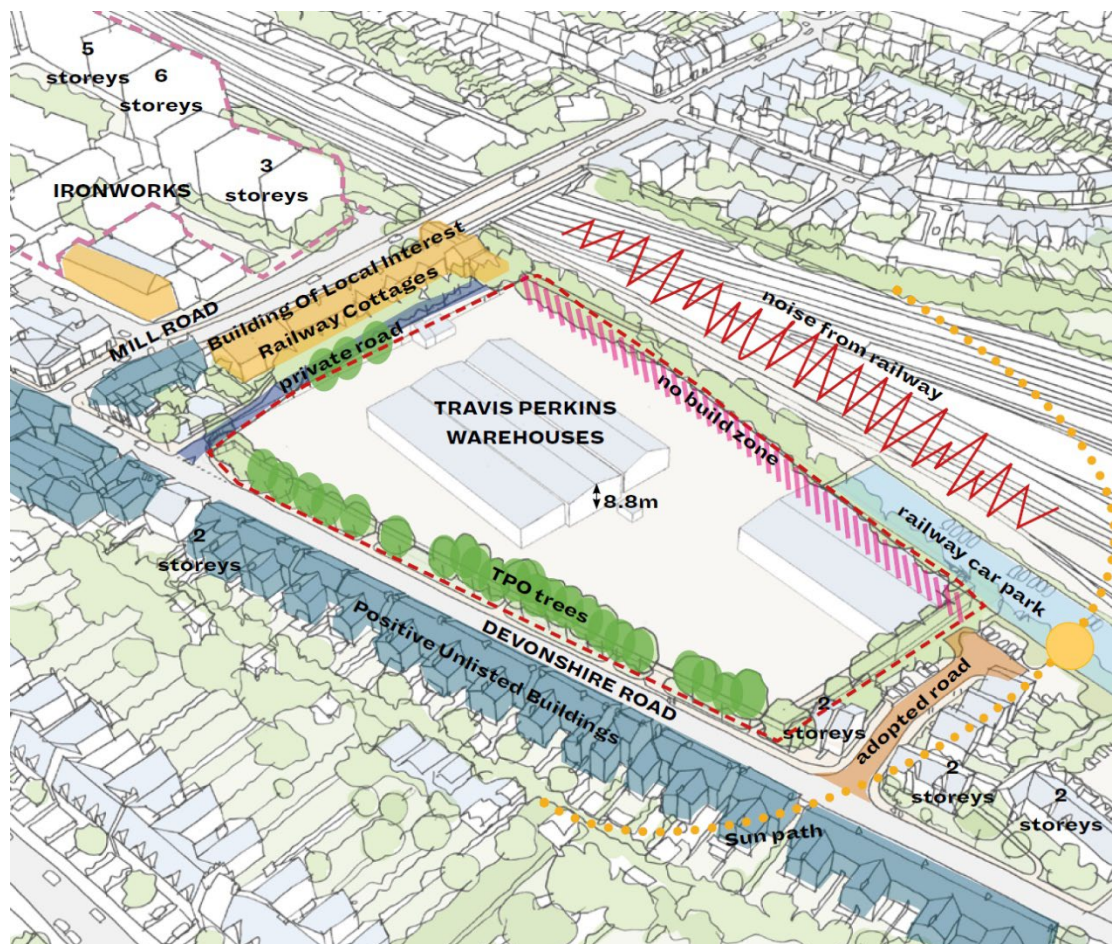 5
storeys
6
storeys
3
storeys
IRONWORKS
MILL ROAD
Building Of Local Interest
Railway Cottages
private road
noise from railway
no build zone
TRAVIS PERKINS
WAREHOUSES
8.8m
railway car park
2
storeys
TPO trees
DEVONSHIRE ROAD
Positive Unlisted Buildings
2
storeys
adopted road
2
storeys
2
storeys
Sun path